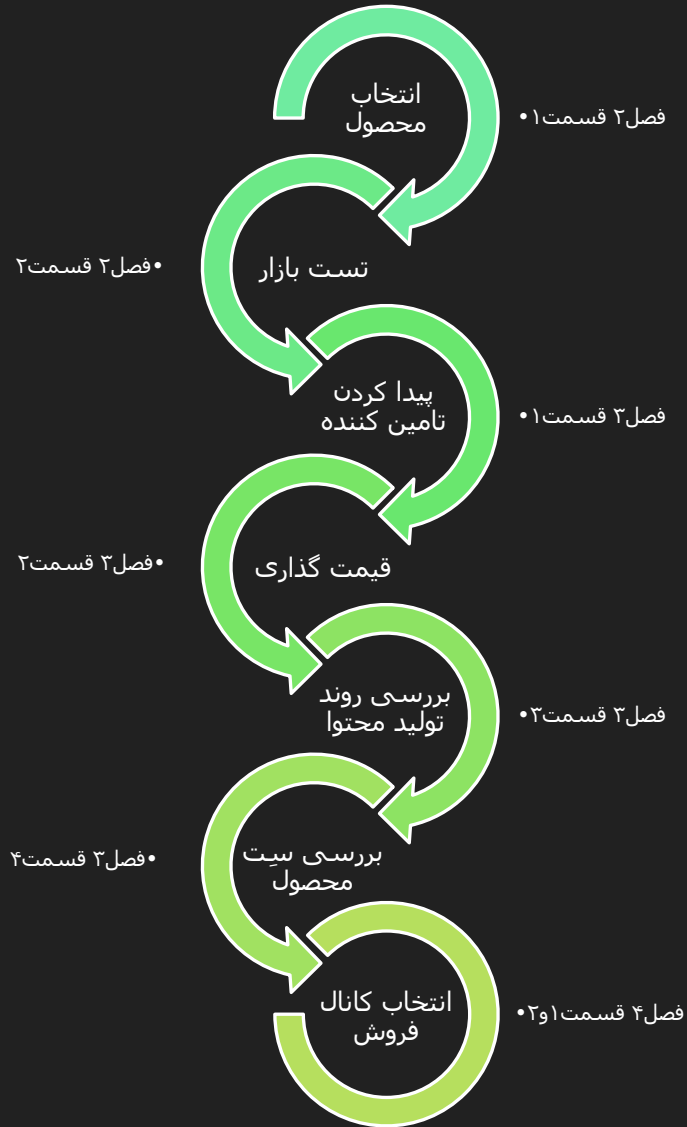 انتخاب
محصول
فصل۲ قسمت۱•
تست بازار
•فصل۲ قسمت۲
پیدا کردن
تامین کننده
فصل۳ قسمت۱•
قیمت گذاری
•فصل۳ قسمت۲
بررسی روند
تولید محتوا
فصل۳ قسمت۳•
بررسی سِت
محصول
•فصل۳ قسمت۴
انتخاب کانال
فروش
فصل۴ قسمت۱و۲•